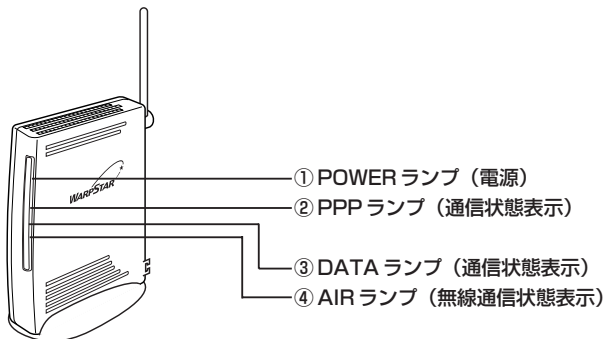 WARPSTAR
① POWER ランプ（電源）
② PPP ランプ（通信状態表示）
③ DATA ランプ（通信状態表示）
④ AIR ランプ（無線通信状態表示）